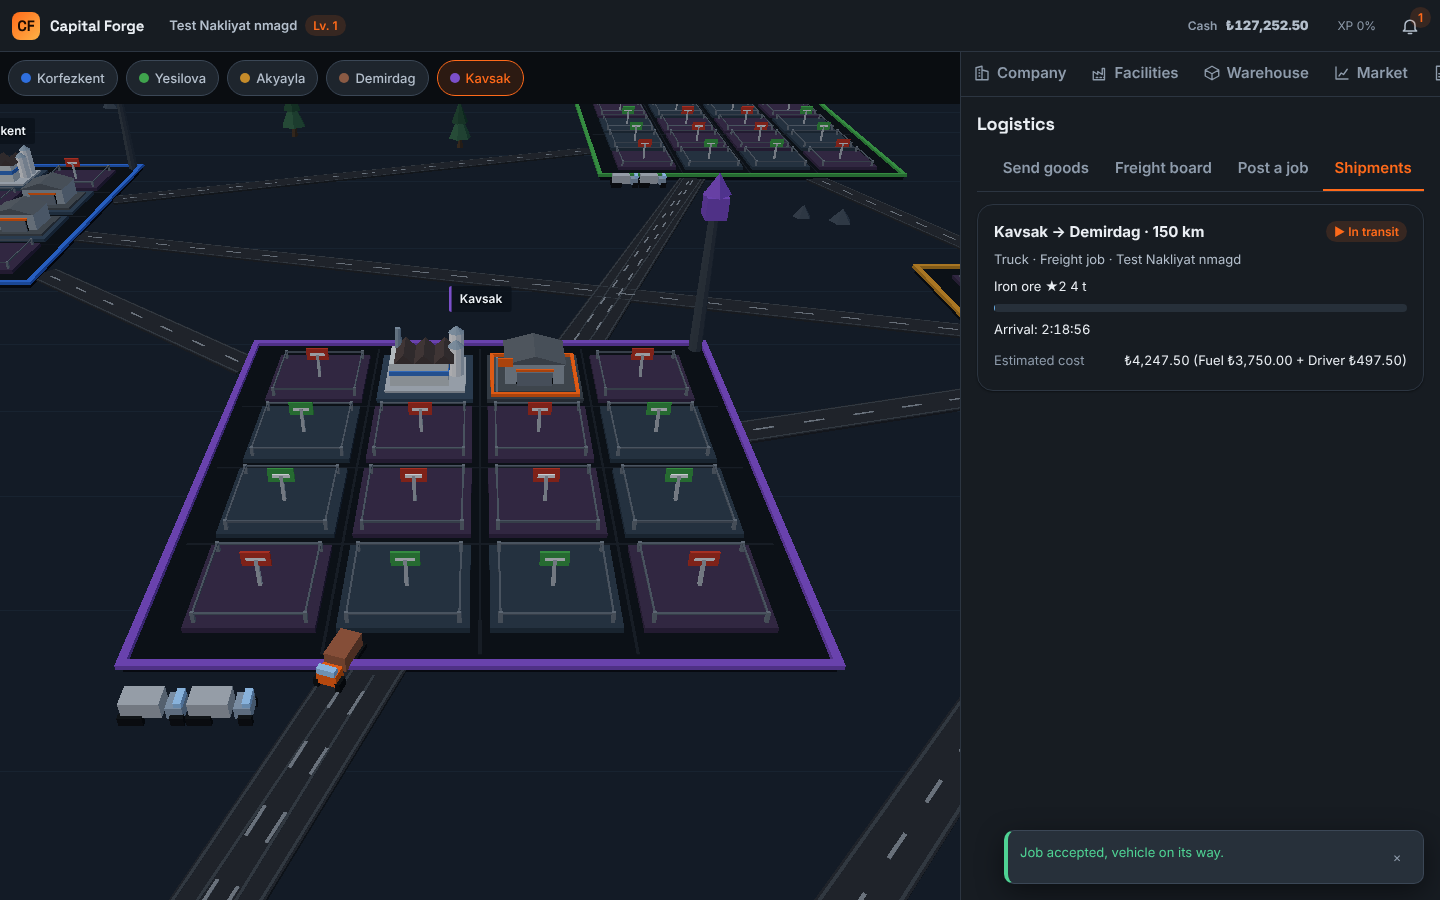 CF Capital Forge Test Nakliyat nmagd Lv. 1 Cash ₺127,252.50 XP 0% 1
Korfezkent Yesilova Akyayla Demirdag Kavsak
Company Facilities Warehouse Market
kent
Kavsak
Logistics
Send goods Freight board Post a job Shipments
Kavsak → Demirdag · 150 km ▶ In transit
Truck · Freight job · Test Nakliyat nmagd
Iron ore ★2 4 t
Arrival: 2:18:56
Estimated cost ₺4,247.50 (Fuel ₺3,750.00 + Driver ₺497.50)
Job accepted, vehicle on its way. ×